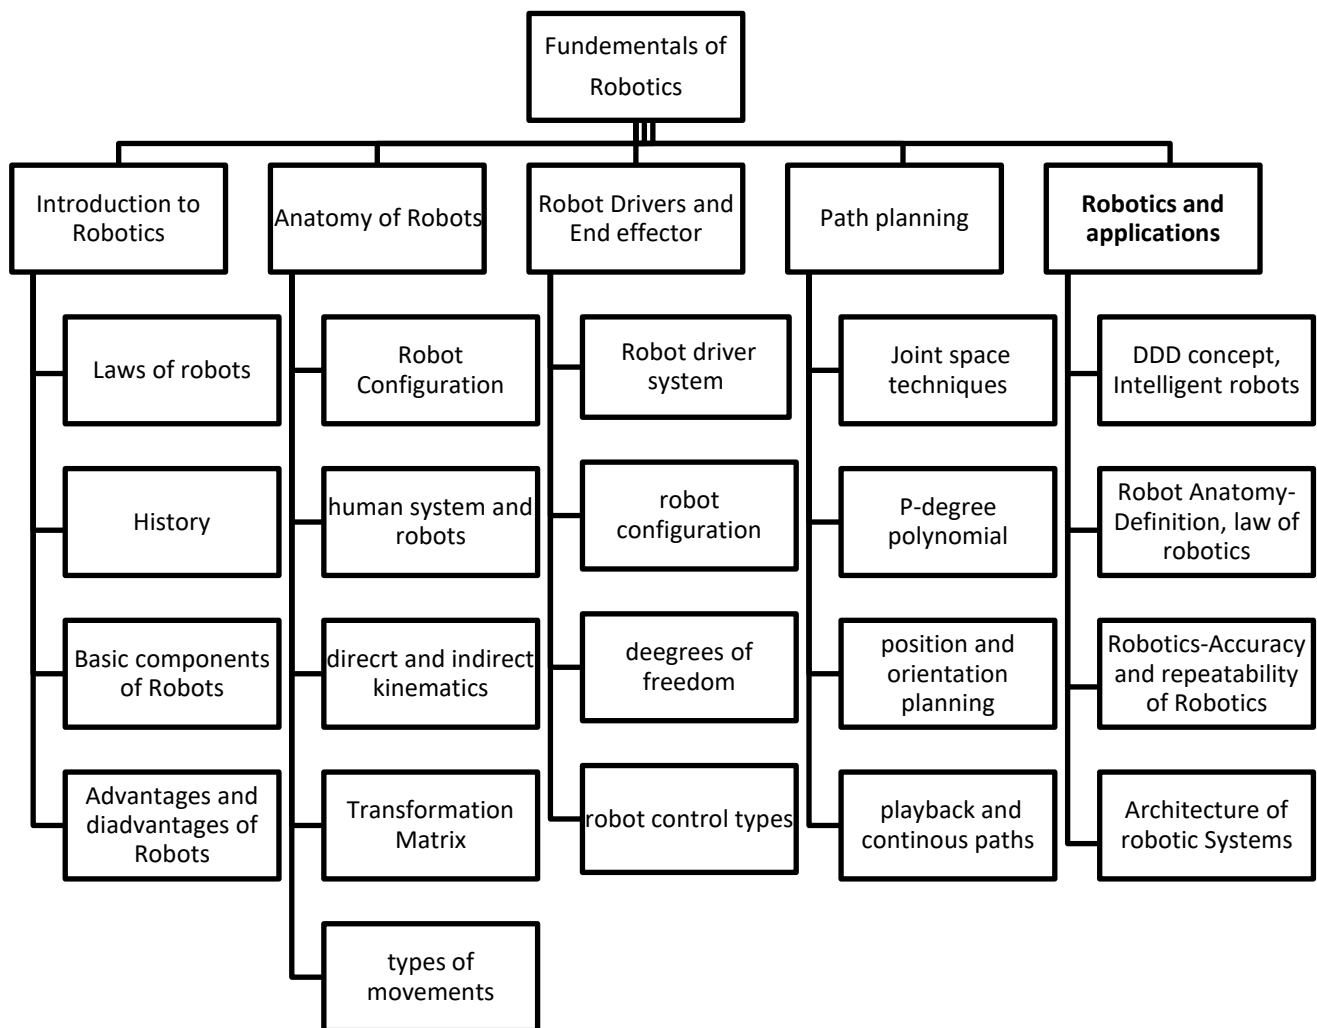 Fundementals of
Robotics
Introduction to
Robotics
Laws of robots
History
Basic components
of Robots
Advantages and
diadvantages of
Robots
Anatomy of Robots
Robot
Configuration
human system and
robots
direcrt and indirect
kinematics
Transformation
Matrix
types of
movements
Robot Drivers and
End effector
Robot driver
system
robot
configuration
deegrees of
freedom
robot control types
Path planning
Joint space
techniques
P-degree
polynomial
position and
orientation
planning
playback and
continous paths
Robotics and
applications
DDD concept,
Intelligent robots
Robot Anatomy-
Definition, law of
robotics
Robotics-Accuracy
and repeatability
of Robotics
Architecture of
robotic Systems